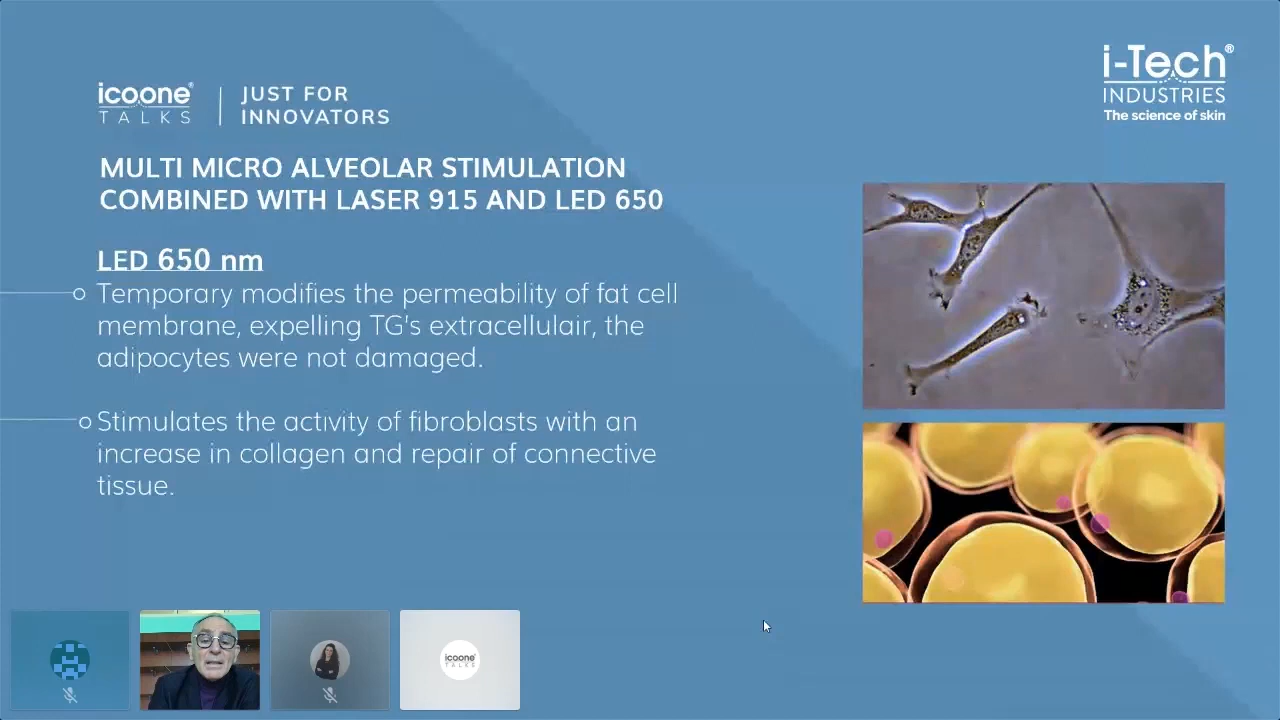 icoone®
TALKS
JUST FOR
INNOVATORS
i-Tech®
INDUSTRIES
The science of skin
MULTI MICRO ALVEOLAR STIMULATION
COMBINED WITH LASER 915 AND LED 650
LED 650 nm
Temporary modifies the permeability of fat cell
membrane, expelling TG's extracellulair, the
adipocytes were not damaged.
Stimulates the activity of fibroblasts with an
increase in collagen and repair of connective
tissue.
icoone
TALKS